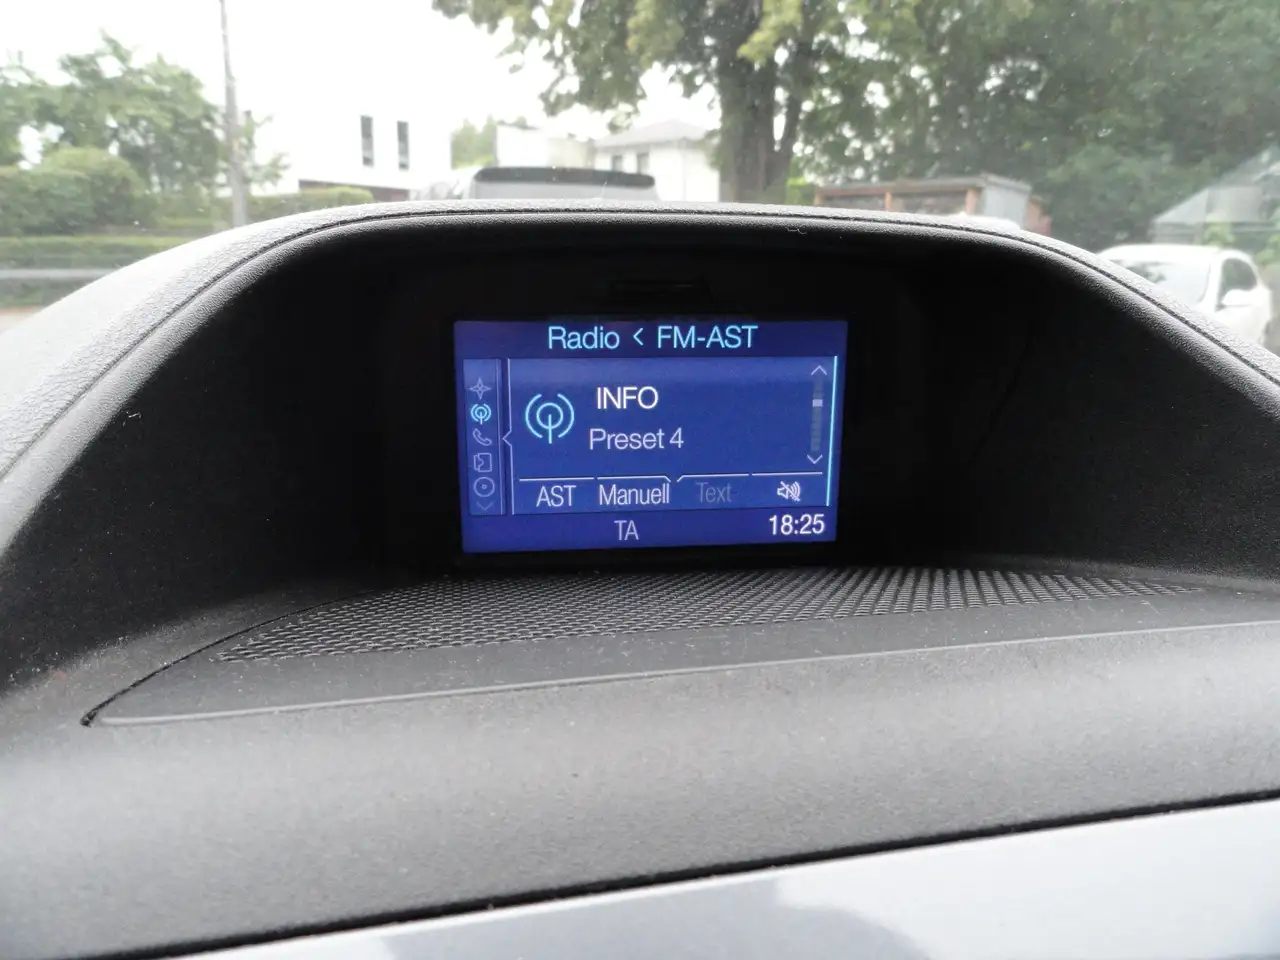 Radio < FM-AST
INFO
Preset 4
AST Manuell Text
TA 18:25